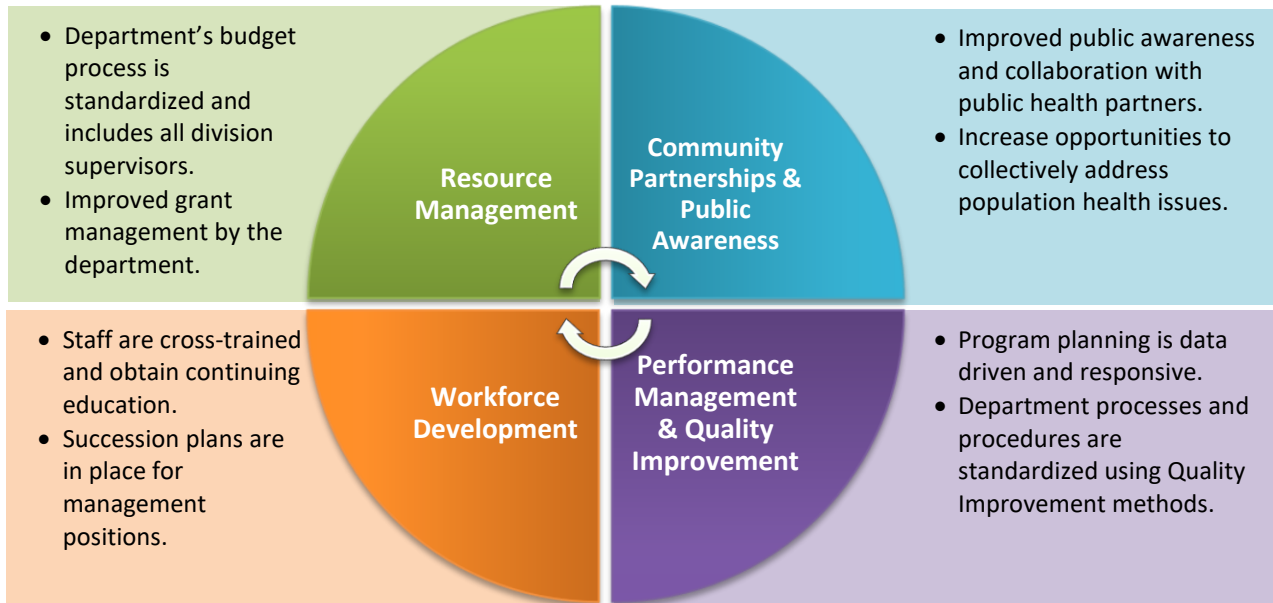 • Department’s budget
process is
standardized and
includes all division
supervisors.
• Improved grant
management by the
department.
Resource
Management
Community
Partnerships &
Public
Awareness
• Improved public awareness
and collaboration with
public health partners.
• Increase opportunities to
collectively address
population health issues.
• Staff are cross-trained
and obtain continuing
education.
• Succession plans are
in place for
management
positions.
Workforce
Development
Performance
Management
& Quality
Improvement
• Program planning is data
driven and responsive.
• Department processes and
procedures are
standardized using Quality
Improvement methods.